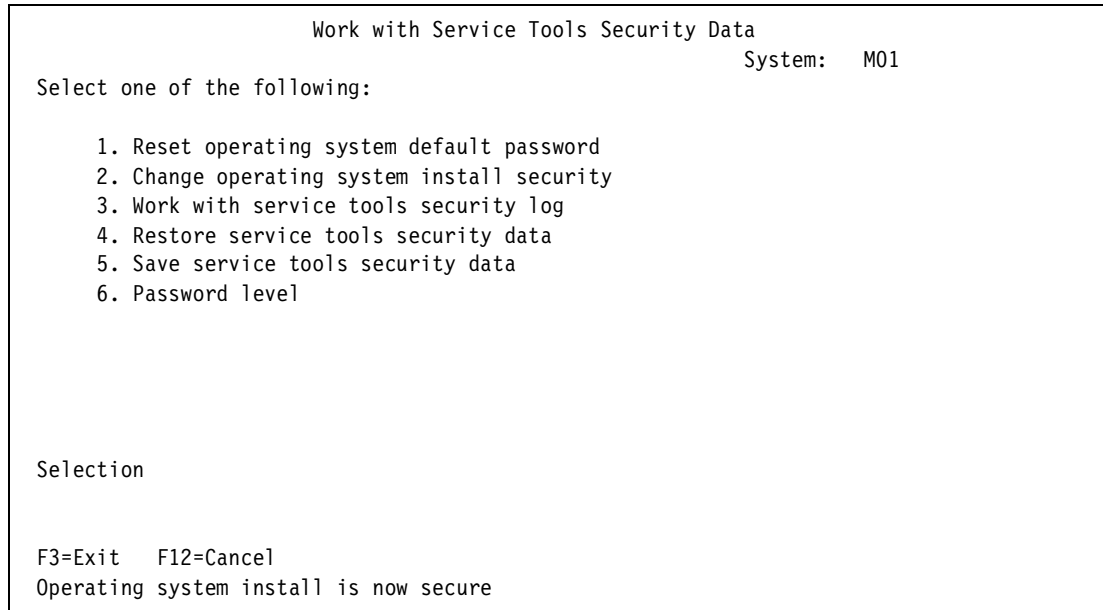 Work with Service Tools Security Data
System: M01
Select one of the following:
1. Reset operating system default password
2. Change operating system install security
3. Work with service tools security log
4. Restore service tools security data
5. Save service tools security data
6. Password level
Selection
F3=Exit F12=Cancel
Operating system install is now secure